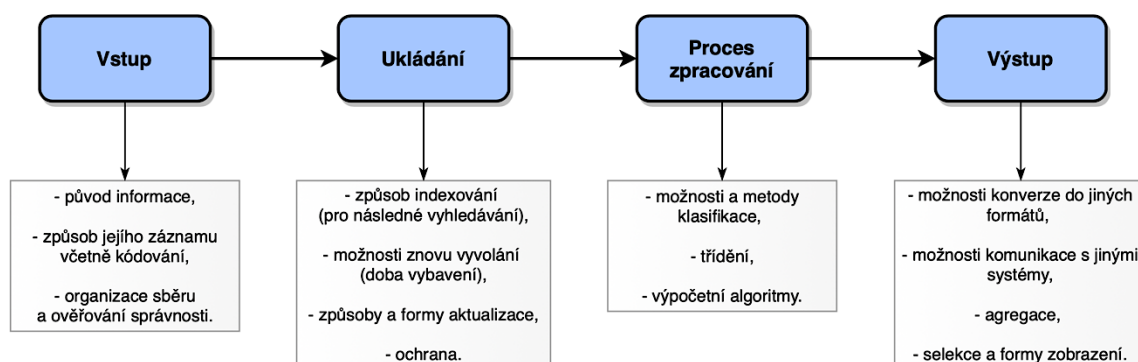 Vstup
Ukládání
Proces
zpracování
Výstup
- původ informace,
- způsob jejího záznamu
včetně kódování,
- organizace sběru
a ověřování správnosti.
- způsob indexování
(pro následné vyhledávání),
- možnosti znovu vyvolání
(doba vybavení),
- způsoby a formy aktualizace,
- ochrana.
- možnosti a metody
klasifikace,
- třídění,
- výpočetní algoritmy.
- možnosti konverze do jiných
formátů,
- možnosti komunikace s jinými
systémy,
- agregace,
- selekce a formy zobrazení.